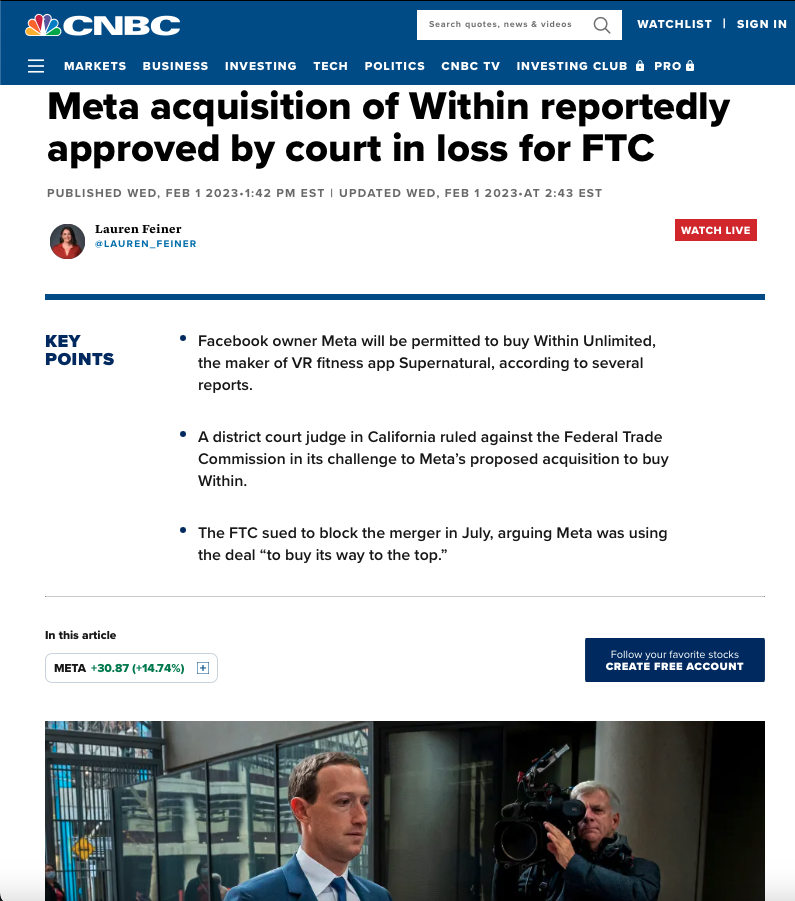 CNBC
Search quotes, news & videos
WATCHLIST | SIGN IN
MARKETS BUSINESS INVESTING TECH POLITICS CNBC TV INVESTING CLUB PRO
Meta acquisition of Within reportedly
approved by court in loss for FTC
PUBLISHED WED, FEB 1 2023•1:42 PM EST | UPDATED WED, FEB 1 2023•AT 2:43 EST
Lauren Feiner
@LAUREN_FEINER
WATCH LIVE
KEY
POINTS
• Facebook owner Meta will be permitted to buy Within Unlimited,
the maker of VR fitness app Supernatural, according to several
reports.
• A district court judge in California ruled against the Federal Trade
Commission in its challenge to Meta’s proposed acquisition to buy
Within.
• The FTC sued to block the merger in July, arguing Meta was using
the deal “to buy its way to the top.”
In this article
META +30.87 (+14.74%)
Follow your favorite stocks
CREATE FREE ACCOUNT